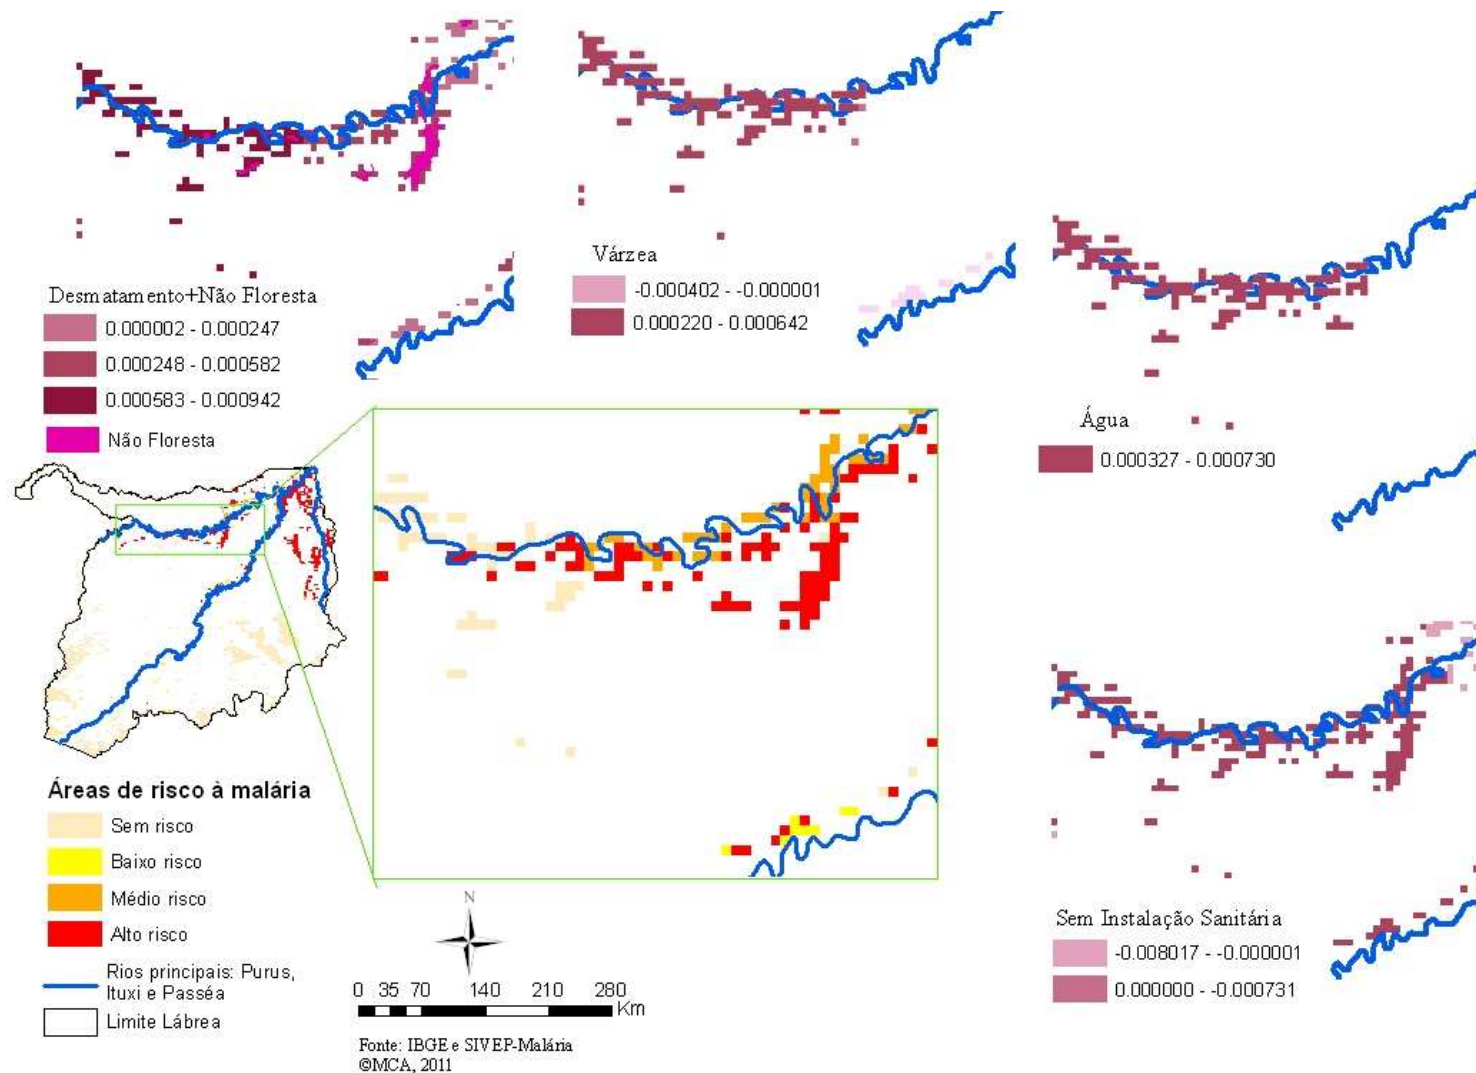 Desmatamento+Não Floresta
0.000002 - 0.000247
0.000248 - 0.000582
0.000583 - 0.000942
Não Floresta
Várzea
-0.000402 - -0.000001
0.000220 - 0.000642
Água
0.000327 - 0.000730
Áreas de risco à malária
Sem risco
Baixo risco
Médio risco
Alto risco
Rios principais: Purus,
Ituxi e Passéa
Limite Lábrea
N
0 35 70 140 210 280
Km
Fonte: IBGE e SIVEP-Malária
©MCA, 2011
Sem Instalação Sanitária
-0.008017 - -0.000001
0.000000 - -0.000731